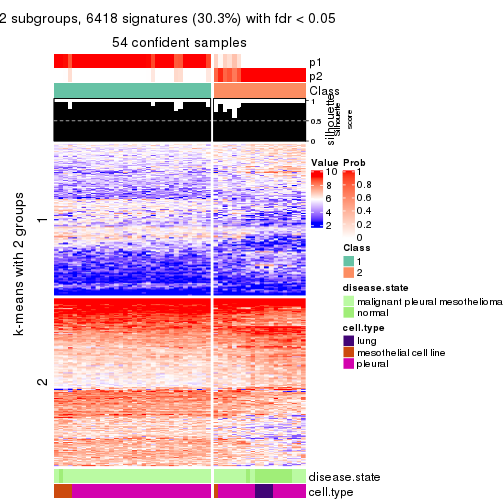 2 subgroups, 6418 signatures (30.3%) with fdr < 0.05
54 confident samples
p1
p2
Class
1
0.5
0
silhouette
Silhouette
score
k-means with 2 groups
1
2
Value
10
8
6
4
2
Prob
1
0.8
0.6
0.4
0.2
0
Class
1
2
disease.state
malignant pleural mesothelioma
normal
cell.type
lung
mesothelial cell line
pleural
disease.state
cell.type